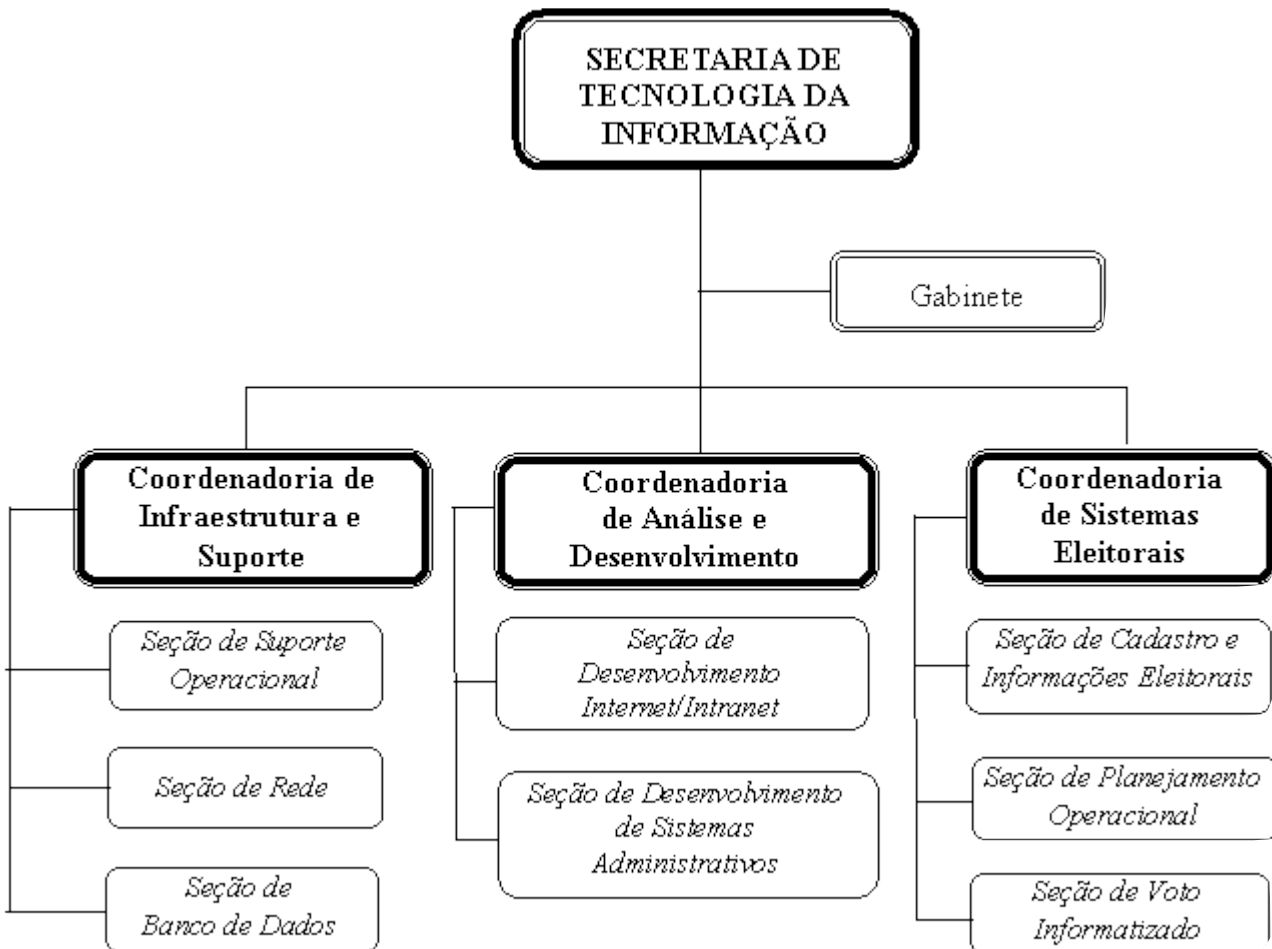 SECRETARIA DE
TECNOLOGIA DA
INFORMAÇÃO
Gabinete
Coordenadoria de
Infraestrutura e
Suporte
Seção de Suporte
Operacional
Seção de Rede
Seção de
Banco de Dados
Coordenadoria
de Análise e
Desenvolvimento
Seção de
Desenvolvimento
Internet/Intranet
Seção de Desenvolvimento
de Sistemas
Administrativos
Coordenadoria
de Sistemas
Eleitorais
Seção de Cadastro e
Informações Eleitorais
Seção de Planejamento
Operacional
Seção de Voto
Informatizado